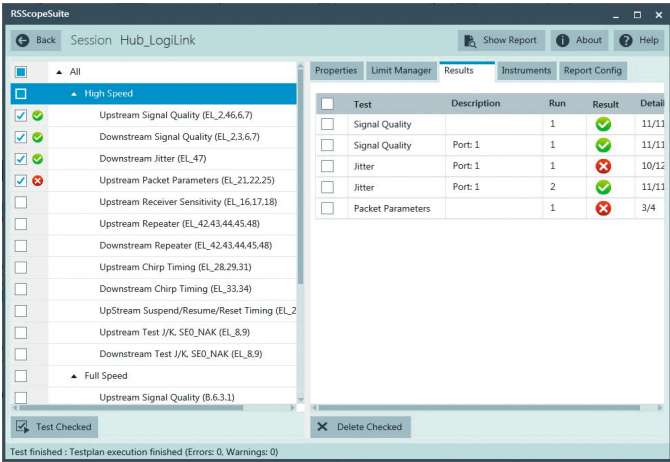 RSScopeSuite
Back Session Hub_LogiLink Show Report About Help
All
High Speed
Upstream Signal Quality (EL_2,46,6,7)
Downstream Signal Quality (EL_2,3,6,7)
Downstream Jitter (EL_47)
Upstream Packet Parameters (EL_21,22,25)
Upstream Receiver Sensitivity (EL_16,17,18)
Upstream Repeater (EL_42,43,44,45,48)
Downstream Repeater (EL_42,43,44,45,48)
Upstream Chirp Timing (EL_28,29,31)
Downstream Chirp Timing (EL_33,34)
UpStream Suspend/Resume/Reset Timing (EL_2
Upstream Test J/K, SE0_NAK (EL_8,9)
Downstream Test J/K, SE0_NAK (EL_8,9)
Full Speed
Upstream Signal Quality (B.6.3.1)
Test Checked
Properties Limit Manager Results Instruments Report Config
Test Description Run Result Detail
Signal Quality 1 11/11
Signal Quality Port: 1 1 11/11
Jitter Port: 1 1 10/12
Jitter Port: 1 2 11/11
Packet Parameters 1 3/4
Delete Checked
Test finished : Testplan execution finished (Errors: 0, Warnings: 0)